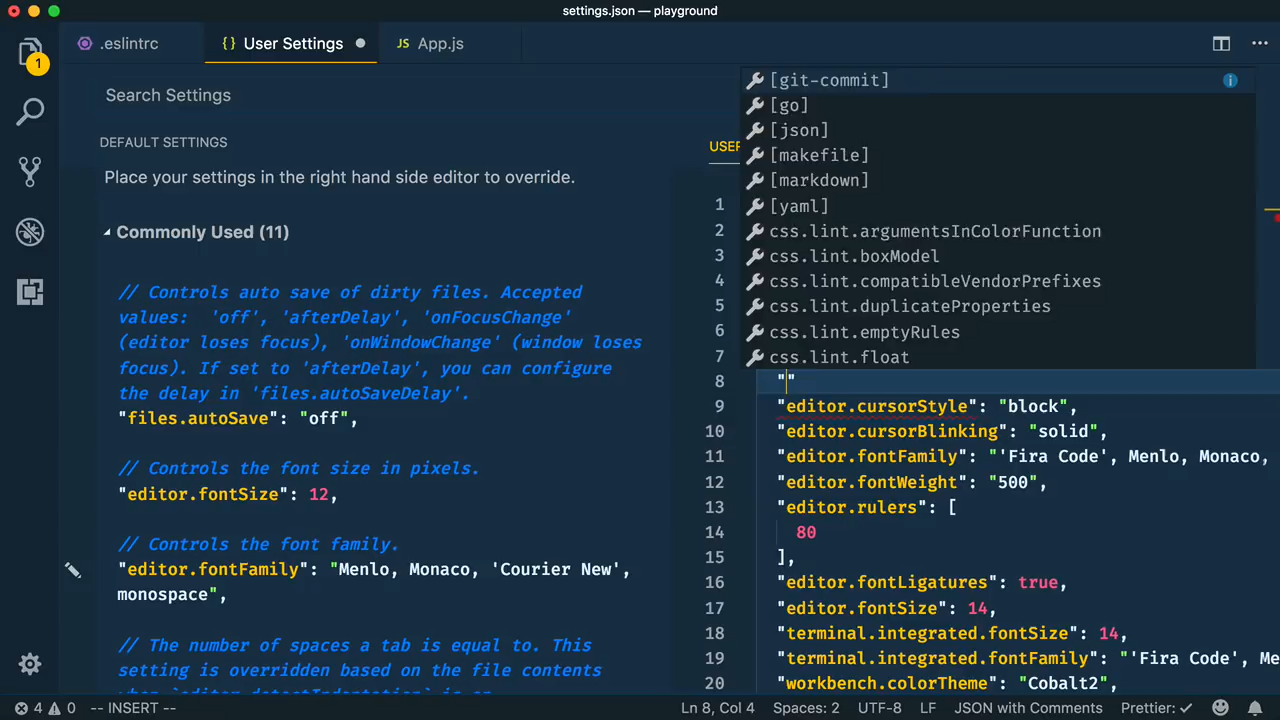 settings.json — playground
.eslintrc
{} User Settings
JS App.js
1
Search Settings
DEFAULT SETTINGS
Place your settings in the right hand side editor to override.
Commonly Used (11)
// Controls auto save of dirty files. Accepted
values:  'off', 'afterDelay', 'onFocusChange'
(editor loses focus), 'onWindowChange' (window loses
focus). If set to 'afterDelay', you can configure
the delay in 'files.autoSaveDelay'.
"files.autoSave": "off",
// Controls the font size in pixels.
"editor.fontSize": 12,
// Controls the font family.
"editor.fontFamily": "Menlo, Monaco, 'Courier New',
monospace",
// The number of spaces a tab is equal to. This
setting is overridden based on the file contents
when `editor.detectIndentation` is on.
USER
[git-commit]
[go]
[json]
[makefile]
[markdown]
[yaml]
css.lint.argumentsInColorFunction
css.lint.boxModel
css.lint.compatibleVendorPrefixes
css.lint.duplicateProperties
css.lint.emptyRules
css.lint.float
1
2
3
4
5
6
7
8 ""
9 "editor.cursorStyle": "block",
10 "editor.cursorBlinking": "solid",
11 "editor.fontFamily": "'Fira Code', Menlo, Monaco,
12 "editor.fontWeight": "500",
13 "editor.rulers": [
14 80
15 ],
16 "editor.fontLigatures": true,
17 "editor.fontSize": 14,
18 "terminal.integrated.fontSize": 14,
19 "terminal.integrated.fontFamily": "'Fira Code', Me
20 "workbench.colorTheme": "Cobalt2",
4 0 -- INSERT -- Ln 8, Col 4 Spaces: 2 UTF-8 LF JSON with Comments Prettier: ✓